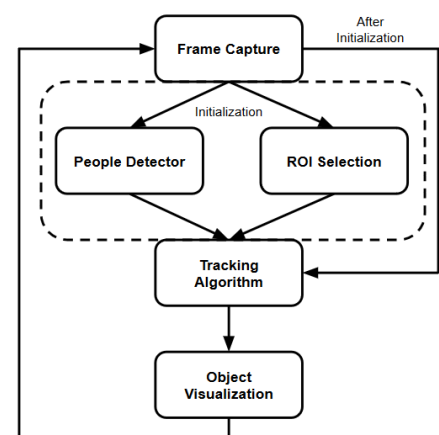 After
Initialization
Frame Capture
Initialization
People Detector
ROI Selection
Tracking
Algorithm
Object
Visualization